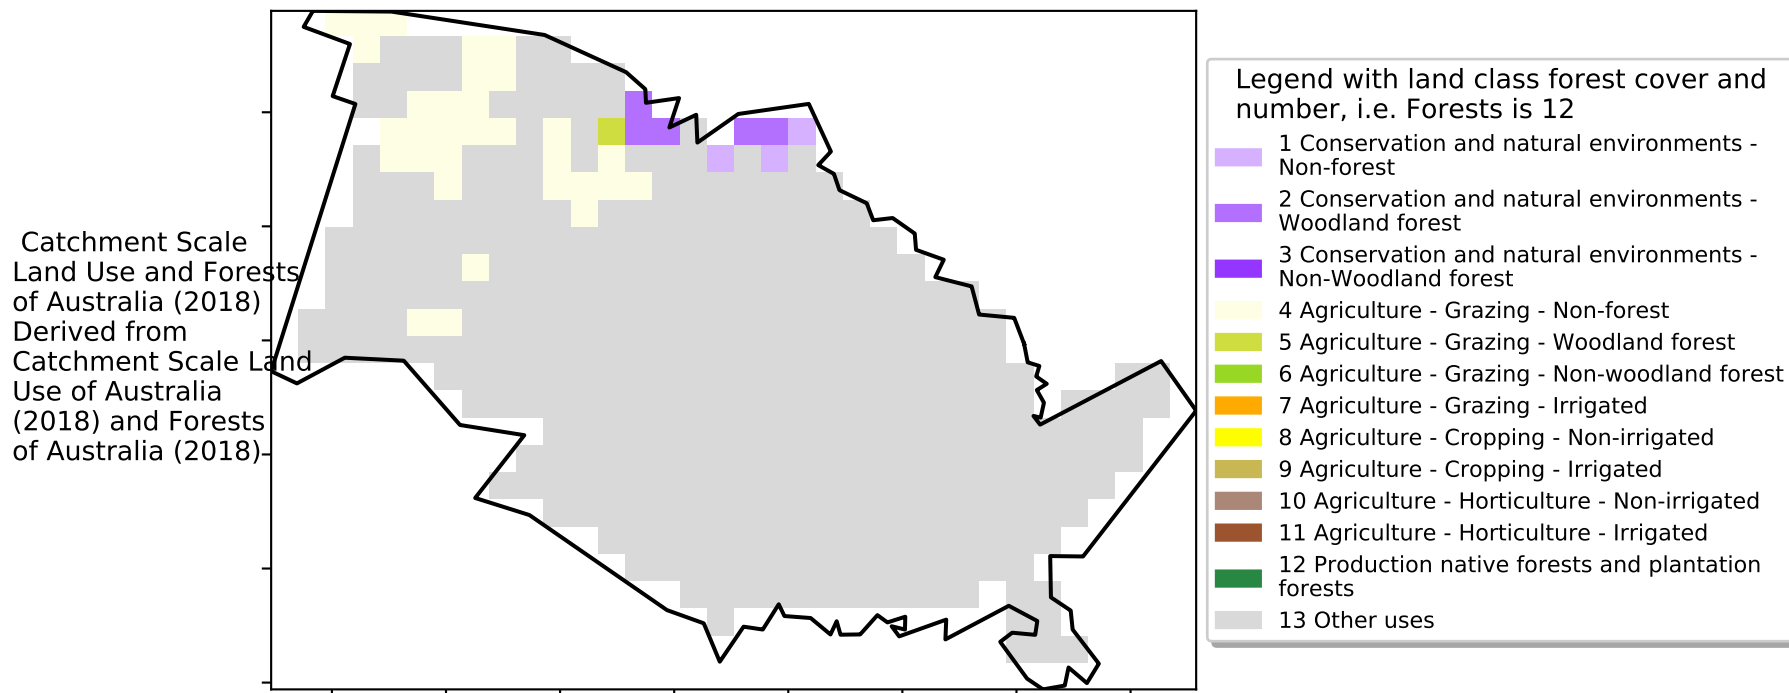 Catchment Scale
Land Use and Forests
of Australia (2018)
Derived from
Catchment Scale Land
Use of Australia
(2018) and Forests
of Australia (2018)
Legend with land class forest cover and
number, i.e. Forests is 12
1 Conservation and natural environments -
Non-forest
2 Conservation and natural environments -
Woodland forest
3 Conservation and natural environments -
Non-Woodland forest
4 Agriculture - Grazing - Non-forest
5 Agriculture - Grazing - Woodland forest
6 Agriculture - Grazing - Non-woodland forest
7 Agriculture - Grazing - Irrigated
8 Agriculture - Cropping - Non-irrigated
9 Agriculture - Cropping - Irrigated
10 Agriculture - Horticulture - Non-irrigated
11 Agriculture - Horticulture - Irrigated
12 Production native forests and plantation
forests
13 Other uses